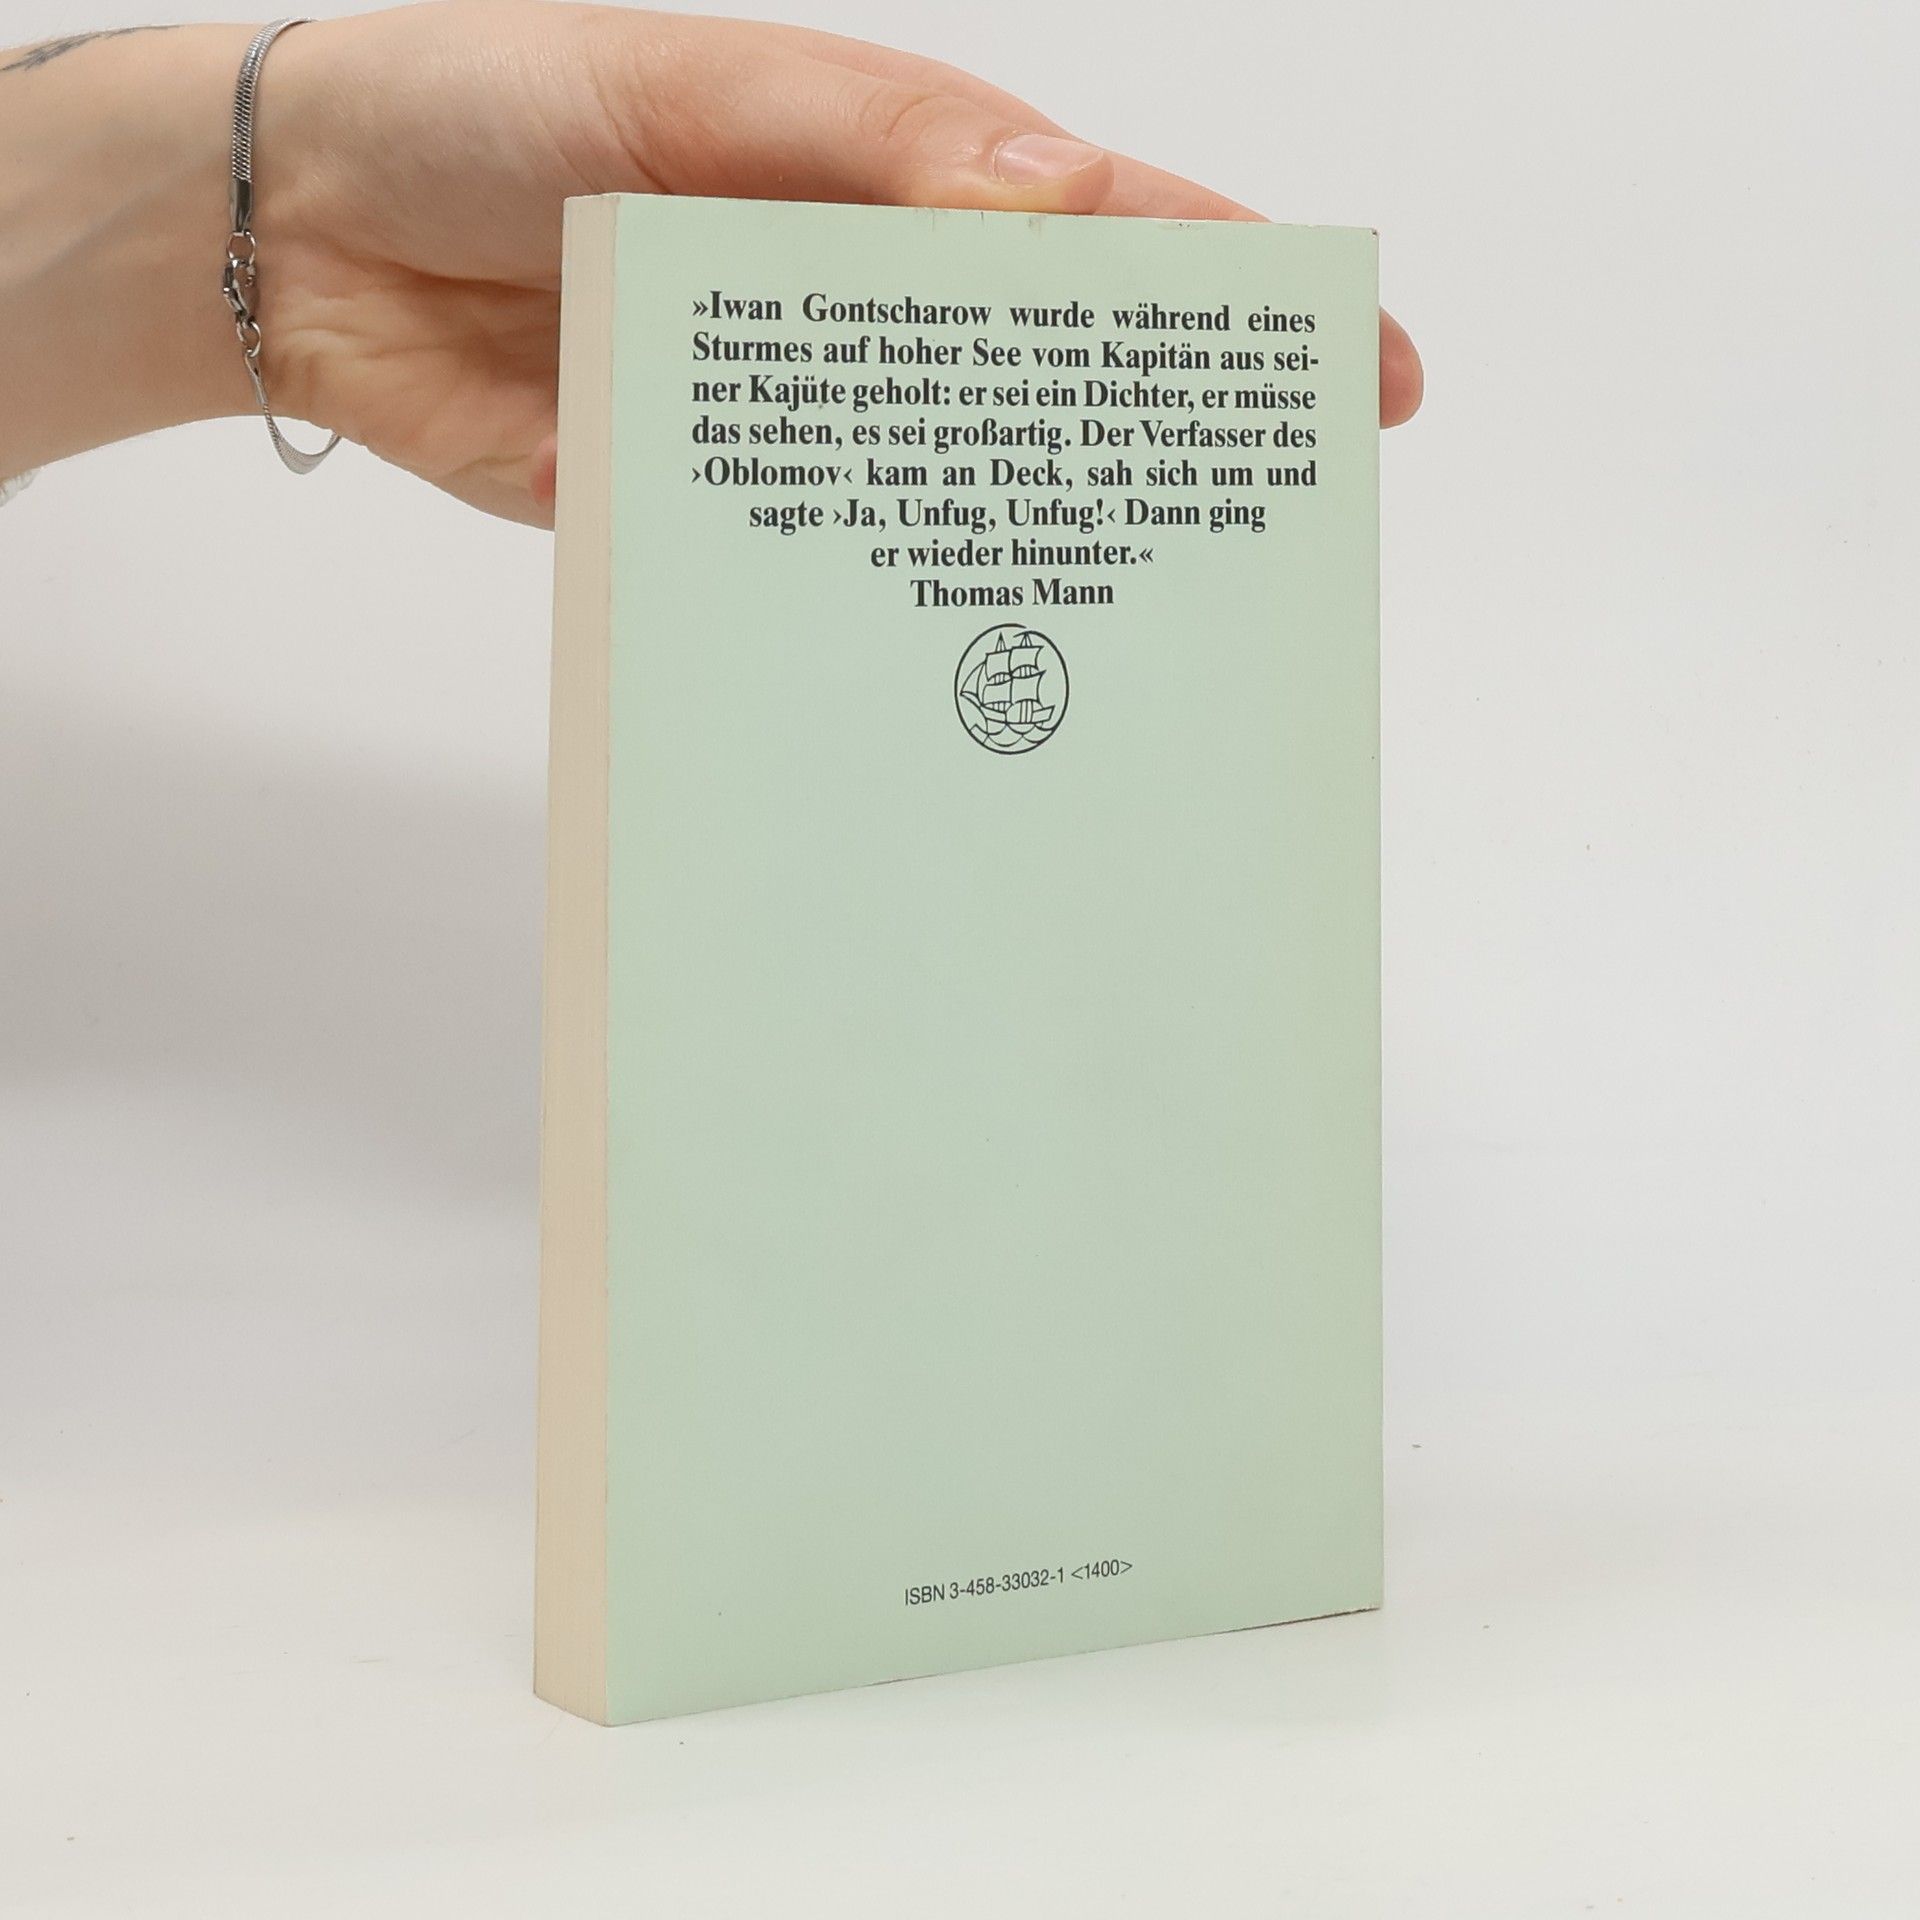 »Iwan Gontscharow wurde während eines
Sturmes auf hoher See vom Kapitän aus sei-
ner Kajüte geholt: er sei ein Dichter, er müsse
das sehen, es sei großartig. Der Verfasser des
›Oblomov‹ kam an Deck, sah sich um und
sagte ›Ja, Unfug, Unfug!‹ Dann ging
er wieder hinunter.«
Thomas Mann
ISBN 3-458-33032-1 <1400>